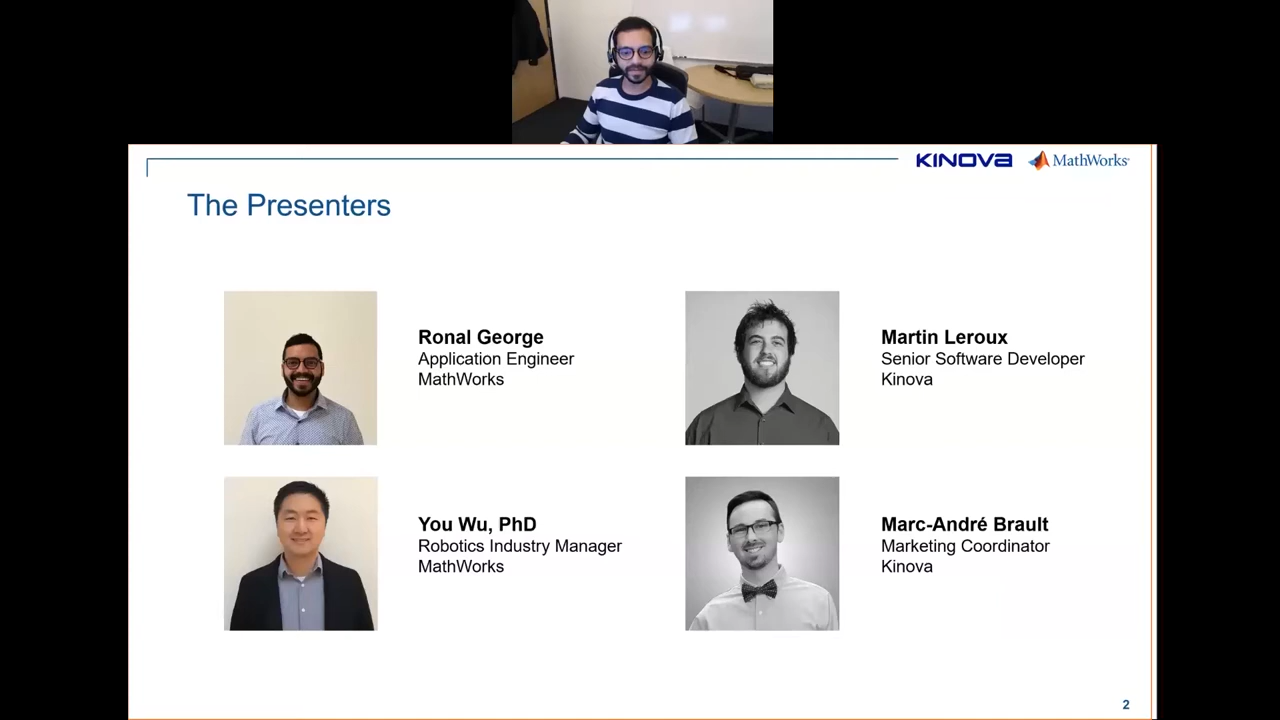 KINOVA MathWorks
The Presenters
Ronal George
Application Engineer
MathWorks
Martin Leroux
Senior Software Developer
Kinova
You Wu, PhD
Robotics Industry Manager
MathWorks
Marc-André Brault
Marketing Coordinator
Kinova
2